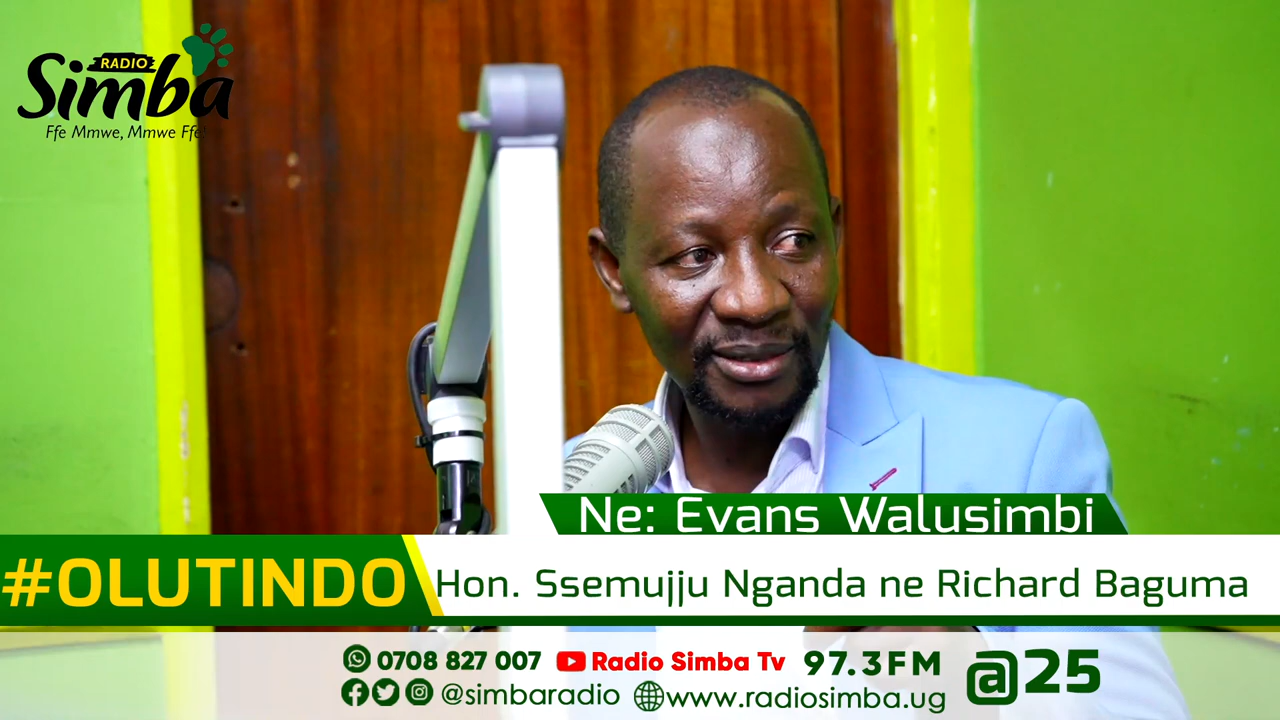 RADIO
Simba
Ffe Mmwe, Mmwe Ffe!
Ne: Evans Walusimbi
#OLUTINDO
Hon. Ssemujju Nganda ne Richard Baguma
0708 827 007 Radio Simba Tv 97.3FM @25
@simbaradio www.radiosimba.ug